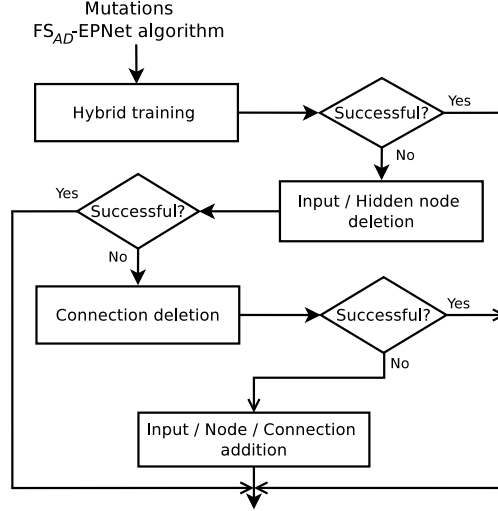 Mutations
FS_AD-EPNet algorithm
Hybrid training
Successful?
Yes
No
Input / Hidden node
deletion
Yes
Successful?
No
Connection deletion
Successful?
Yes
No
Input / Node / Connection
addition